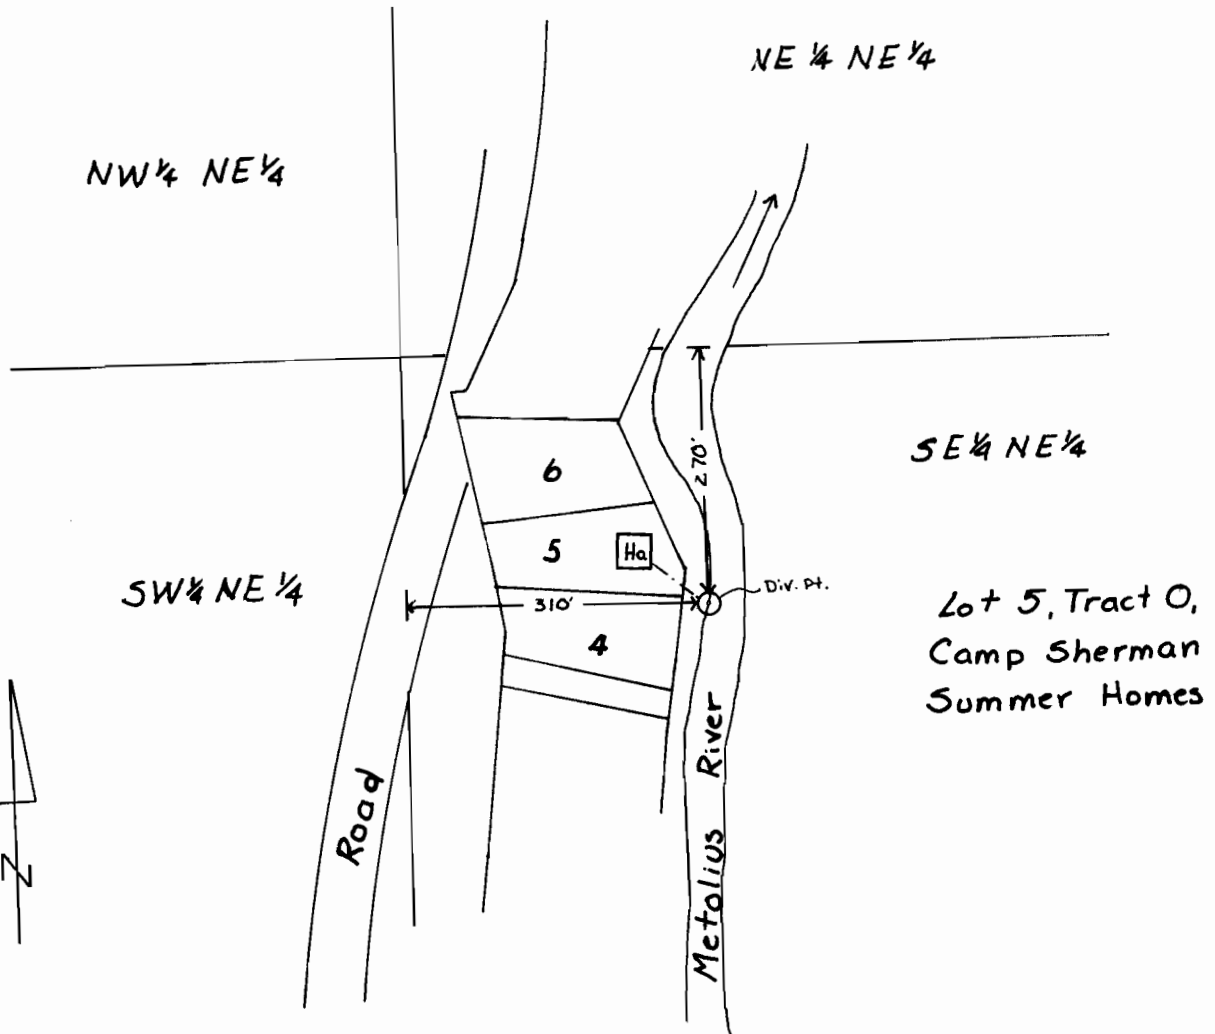 NE ¼ NE ¼
NW ¼ NE ¼
SE ¼ NE ¼
270'
6
5
Ha
Div. Pt.
SW ¼ NE ¼
310'
4
Lot 5, Tract O,
Camp Sherman
Summer Homes
Road
Metolius River
N